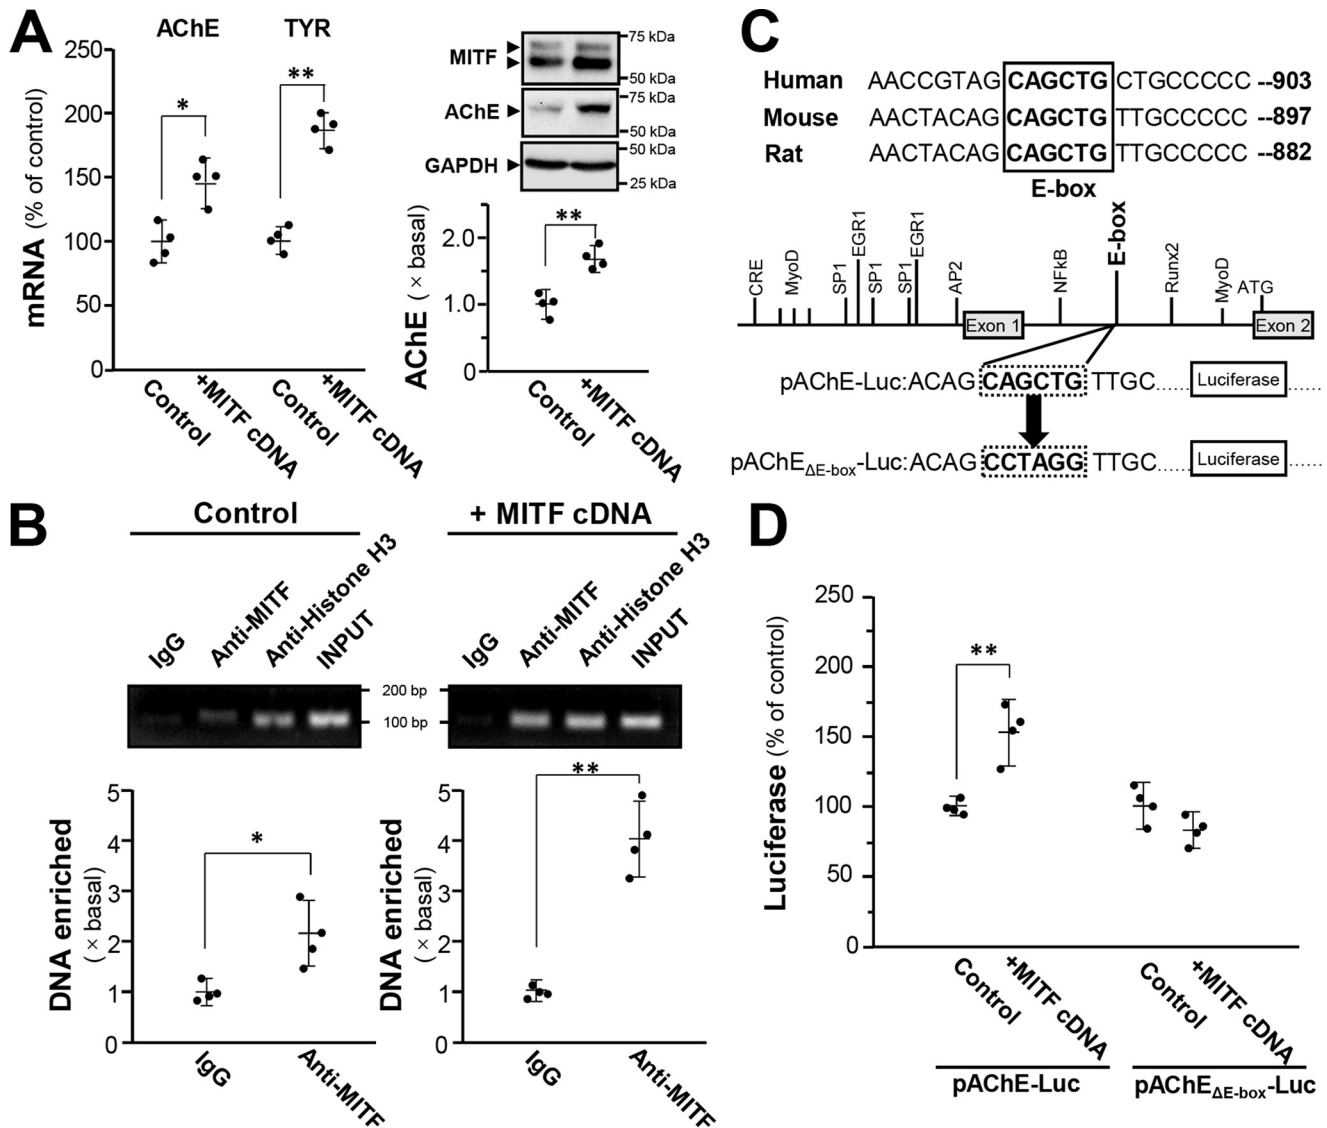 A
AChE
TYR
mRNA (% of control)
250
200
150
100
50
0
*
**
Control
+MITF cDNA
Control
+MITF cDNA
MITF
AChE
GAPDH
75 kDa
50 kDa
75 kDa
50 kDa
50 kDa
25 kDa
AChE ( × basal)
2.0
1.0
0
**
Control
+MITF cDNA
B
Control
IgG
Anti-MITF
Anti-Histone H3
INPUT
200 bp
100 bp
+ MITF cDNA
IgG
Anti-MITF
Anti-Histone H3
INPUT
DNA enriched
( × basal)
5
4
3
2
1
0
*
IgG
Anti-MITF
DNA enriched
( × basal)
5
4
3
2
1
0
**
IgG
Anti-MITF
C
Human AACCGTAG CAGCTG CTGCCCCC --903
Mouse AACTACAG CAGCTG TTGCCCCC --897
Rat AACTACAG CAGCTG TTGCCCCC --882
E-box
CRE
MyoD
SP1
EGR1
SP1
SP1
EGR1
AP2
Exon 1
NFkB
E-box
Runx2
MyoD
ATG
Exon 2
pAChE-Luc:ACAG CAGCTG TTGC...... Luciferase ......
pAChEΔE-box-Luc:ACAG CCTAGG TTGC...... Luciferase ......
D
Luciferase (% of control)
250
200
150
100
50
0
**
Control
+MITF cDNA
Control
+MITF cDNA
pAChE-Luc
pAChEΔE-box-Luc